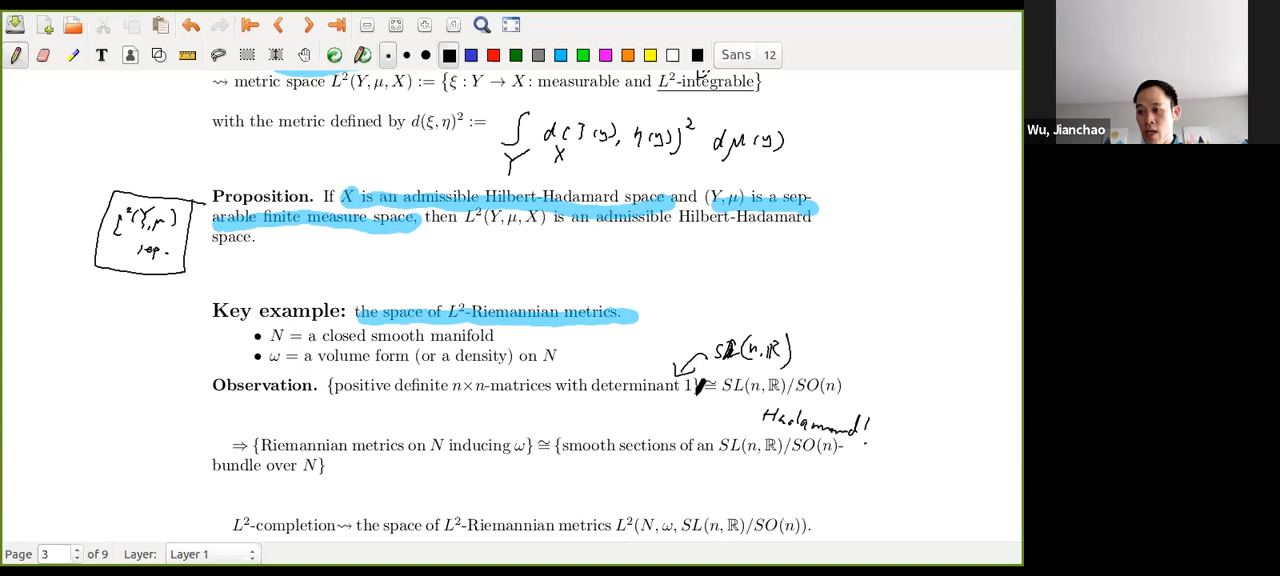 Sans 12
⇝ metric space L²(Y, μ, X) := {ξ : Y → X : measurable and L²-integrable}
with the metric defined by d(ξ, η)² := ∫_Y d_X(ξ(y), η(y))² dμ(y)
Wu, Jianchao
Proposition. If X is an admissible Hilbert-Hadamard space and (Y, μ) is a sep-
arable finite measure space, then L²(Y, μ, X) is an admissible Hilbert-Hadamard
space.
L²(Y, μ)
sep.
Key example: the space of L²-Riemannian metrics.
• N = a closed smooth manifold
• ω = a volume form (or a density) on N
SL(n, ℝ)
Observation. {positive definite n×n-matrices with determinant 1} ≅ SL(n, ℝ)/SO(n)
Hadamard!
⇒ {Riemannian metrics on N inducing ω} ≅ {smooth sections of an SL(n, ℝ)/SO(n)-
bundle over N}
L²-completion⇝ the space of L²-Riemannian metrics L²(N, ω, SL(n, ℝ)/SO(n)).
Page 3 of 9 Layer: Layer 1